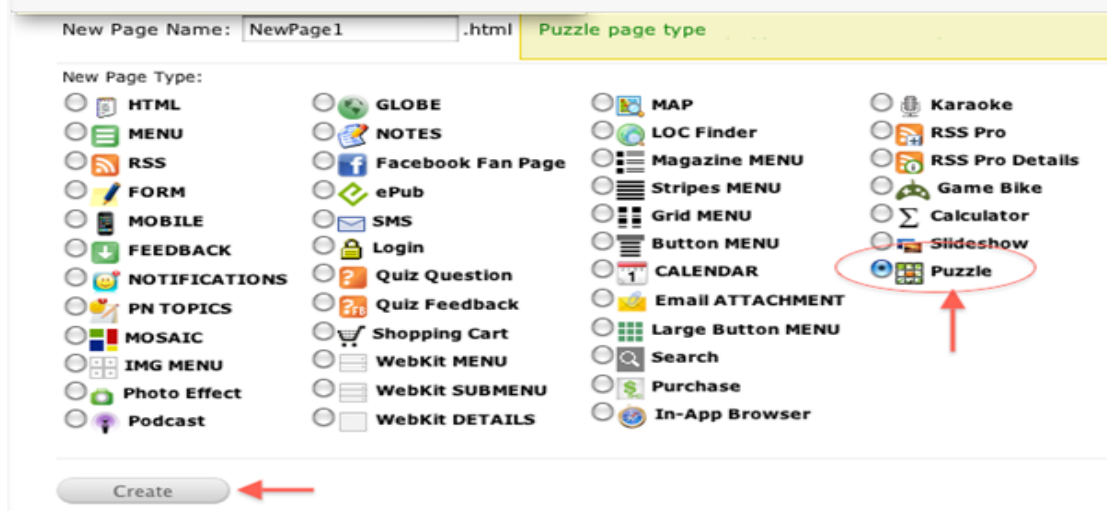 New Page Name: NewPage1 .html Puzzle page type
New Page Type:
HTML GLOBE MAP Karaoke
MENU NOTES LOC Finder RSS Pro
RSS Facebook Fan Page Magazine MENU RSS Pro Details
FORM ePub Stripes MENU Game Bike
MOBILE SMS Grid MENU Calculator
FEEDBACK Login Button MENU Slideshow
NOTIFICATIONS Quiz Question CALENDAR Puzzle
PN TOPICS Quiz Feedback Email ATTACHMENT
MOSAIC Shopping Cart Large Button MENU
IMG MENU WebKit MENU Search
Photo Effect WebKit SUBMENU Purchase
Podcast WebKit DETAILS In-App Browser
Create